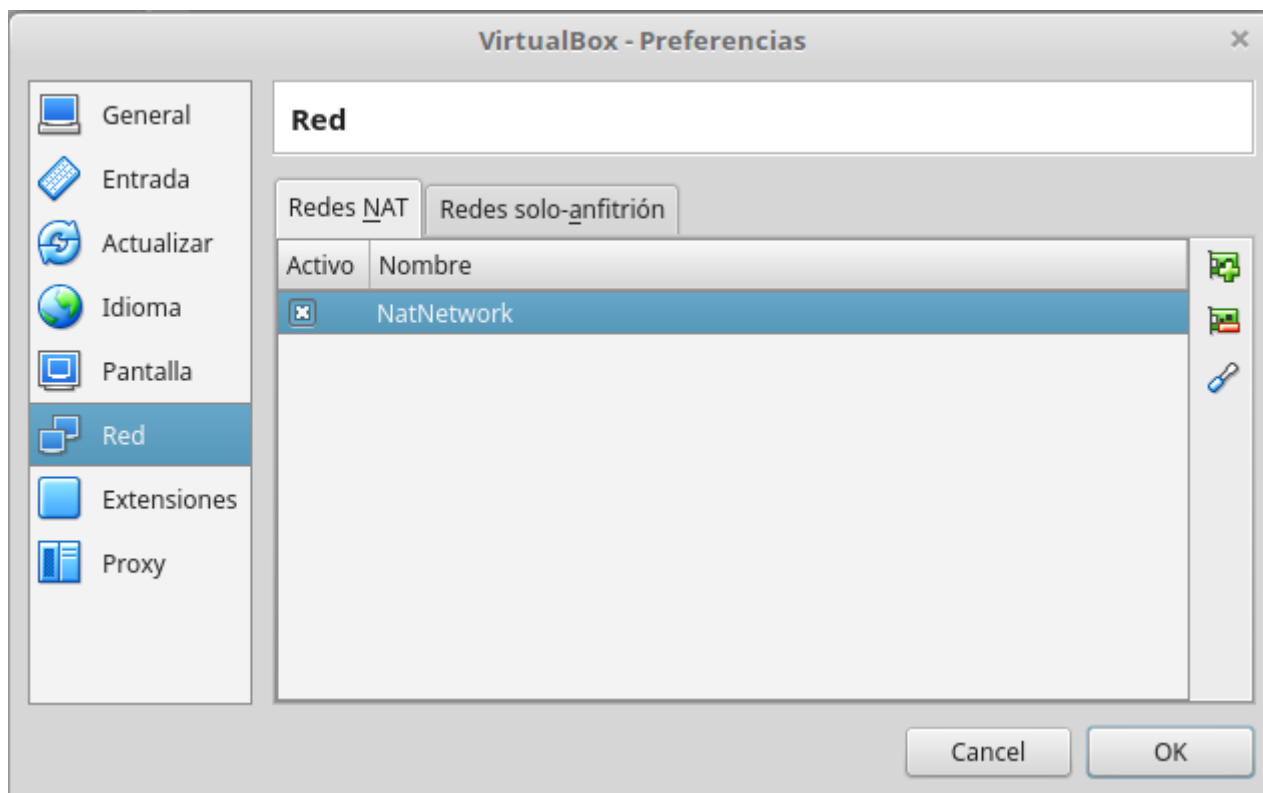 VirtualBox - Preferencias
General
Entrada
Actualizar
Idioma
Pantalla
Red
Extensiones
Proxy
Red
Redes NAT
Redes solo-anfitrión
Activo Nombre
NatNetwork
Cancel
OK